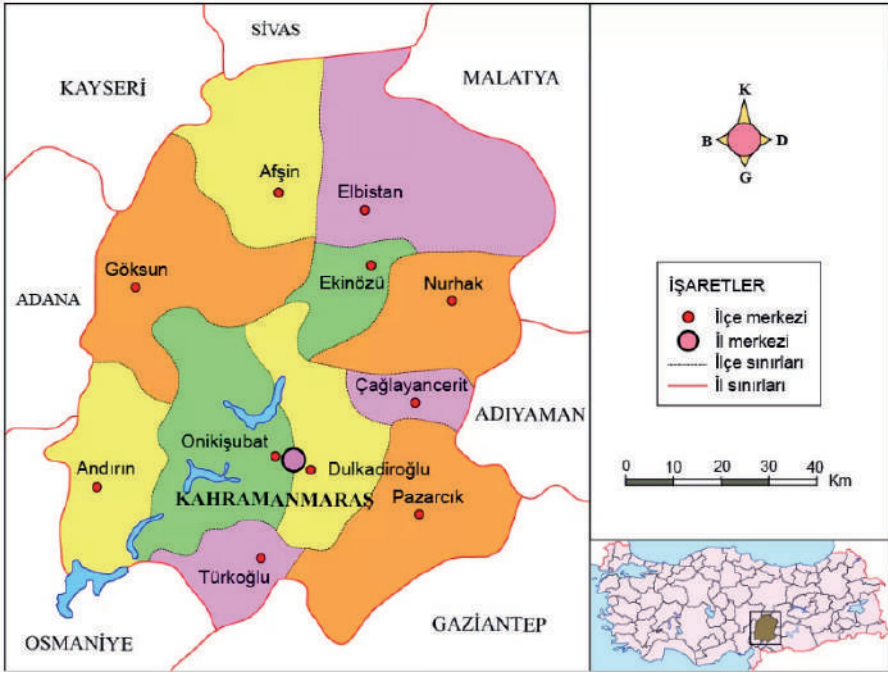 SİVAS
KAYSERİ
MALATYA
Afşin
Elbistan
Göksun
Ekinözü
Nurhak
ADANA
Çağlayancerit
ADIYAMAN
Onikişubat
Andırın
Dulkadiroğlu
KAHRAMANMARAŞ
Pazarcık
Türkoğlu
GAZİANTEP
OSMANİYE
K
B D
G
İŞARETLER
İlçe merkezi
İl merkezi
İlçe sınırları
İl sınırları
0 10 20 30 40 Km